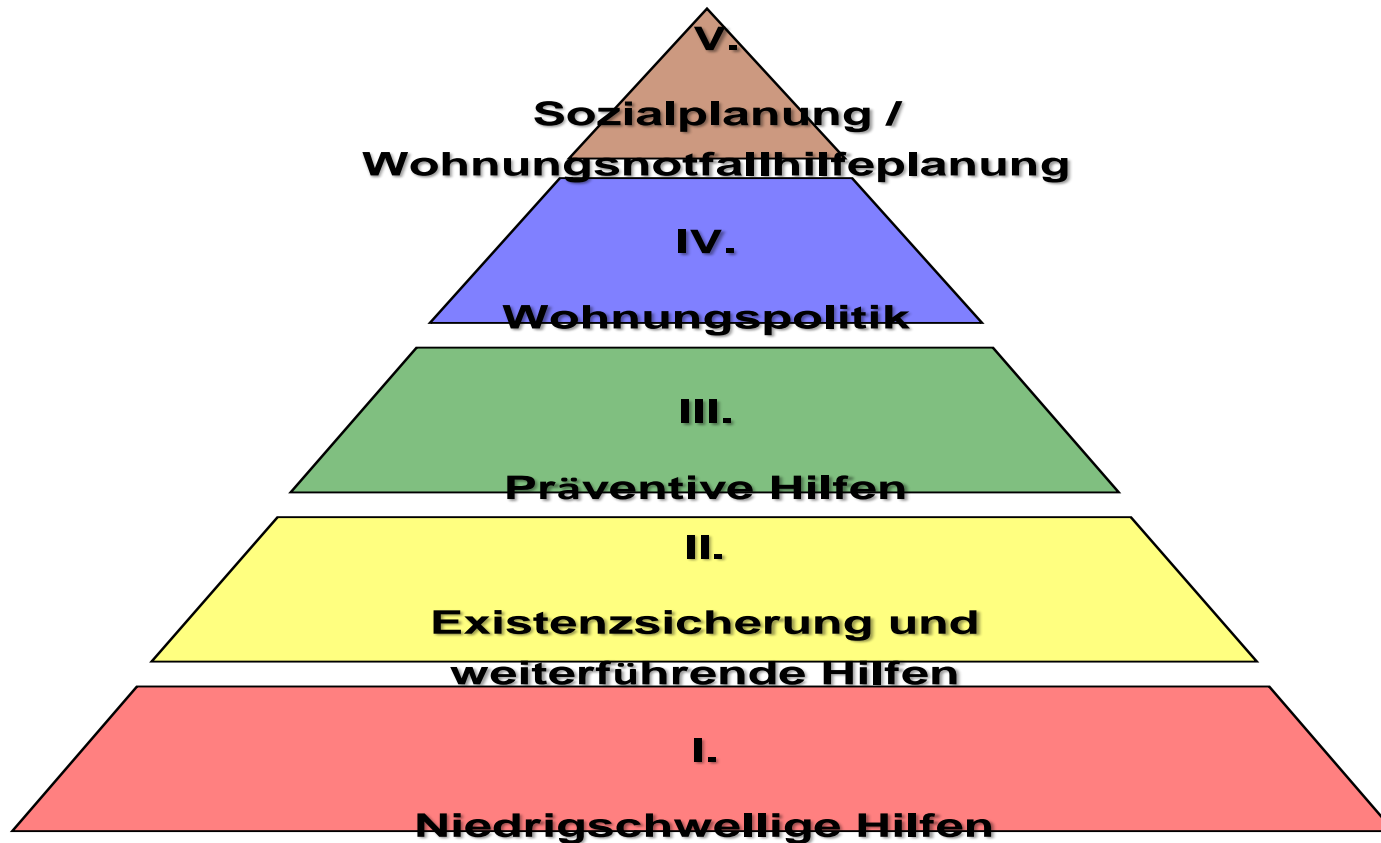 V.
Sozialplanung /
Wohnungsnotfallhilfeplanung
IV.
Wohnungspolitik
III.
Präventive Hilfen
II.
Existenzsicherung und
weiterführende Hilfen
I.
Niedrigschwellige Hilfen